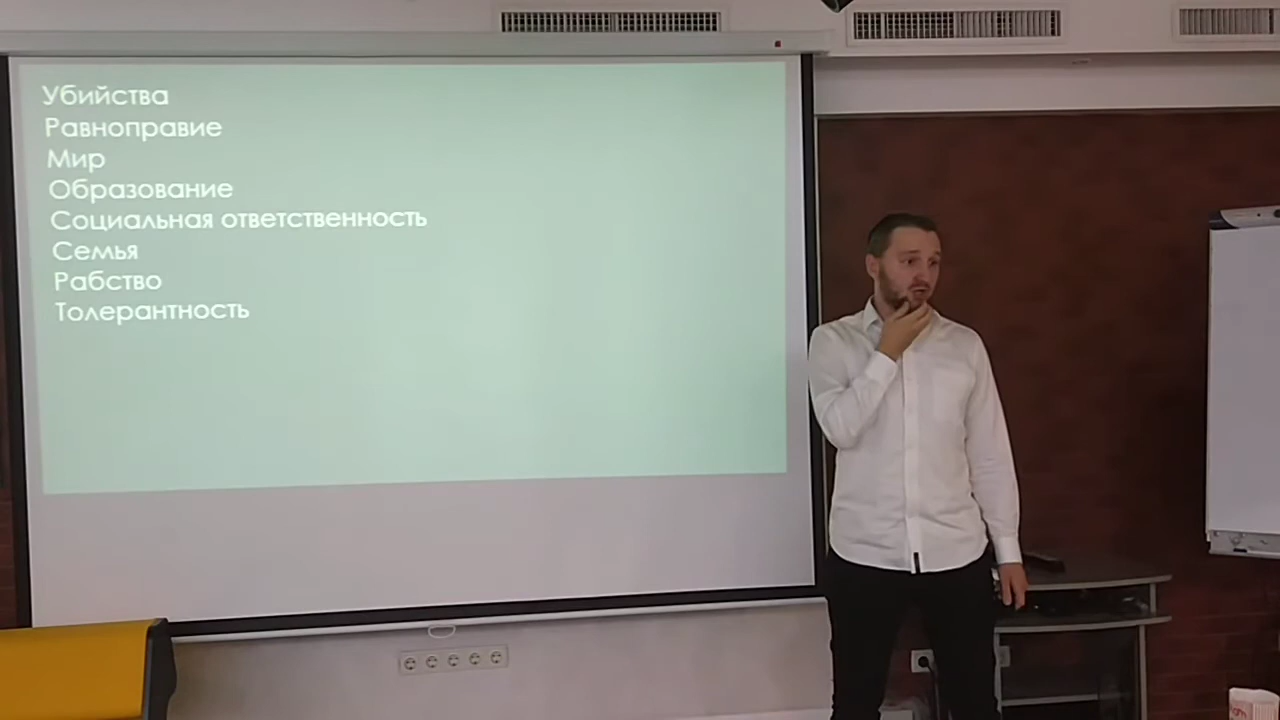 Убийства
Равноправие
Мир
Образование
Социальная ответственность
Семья
Рабство
Толерантность